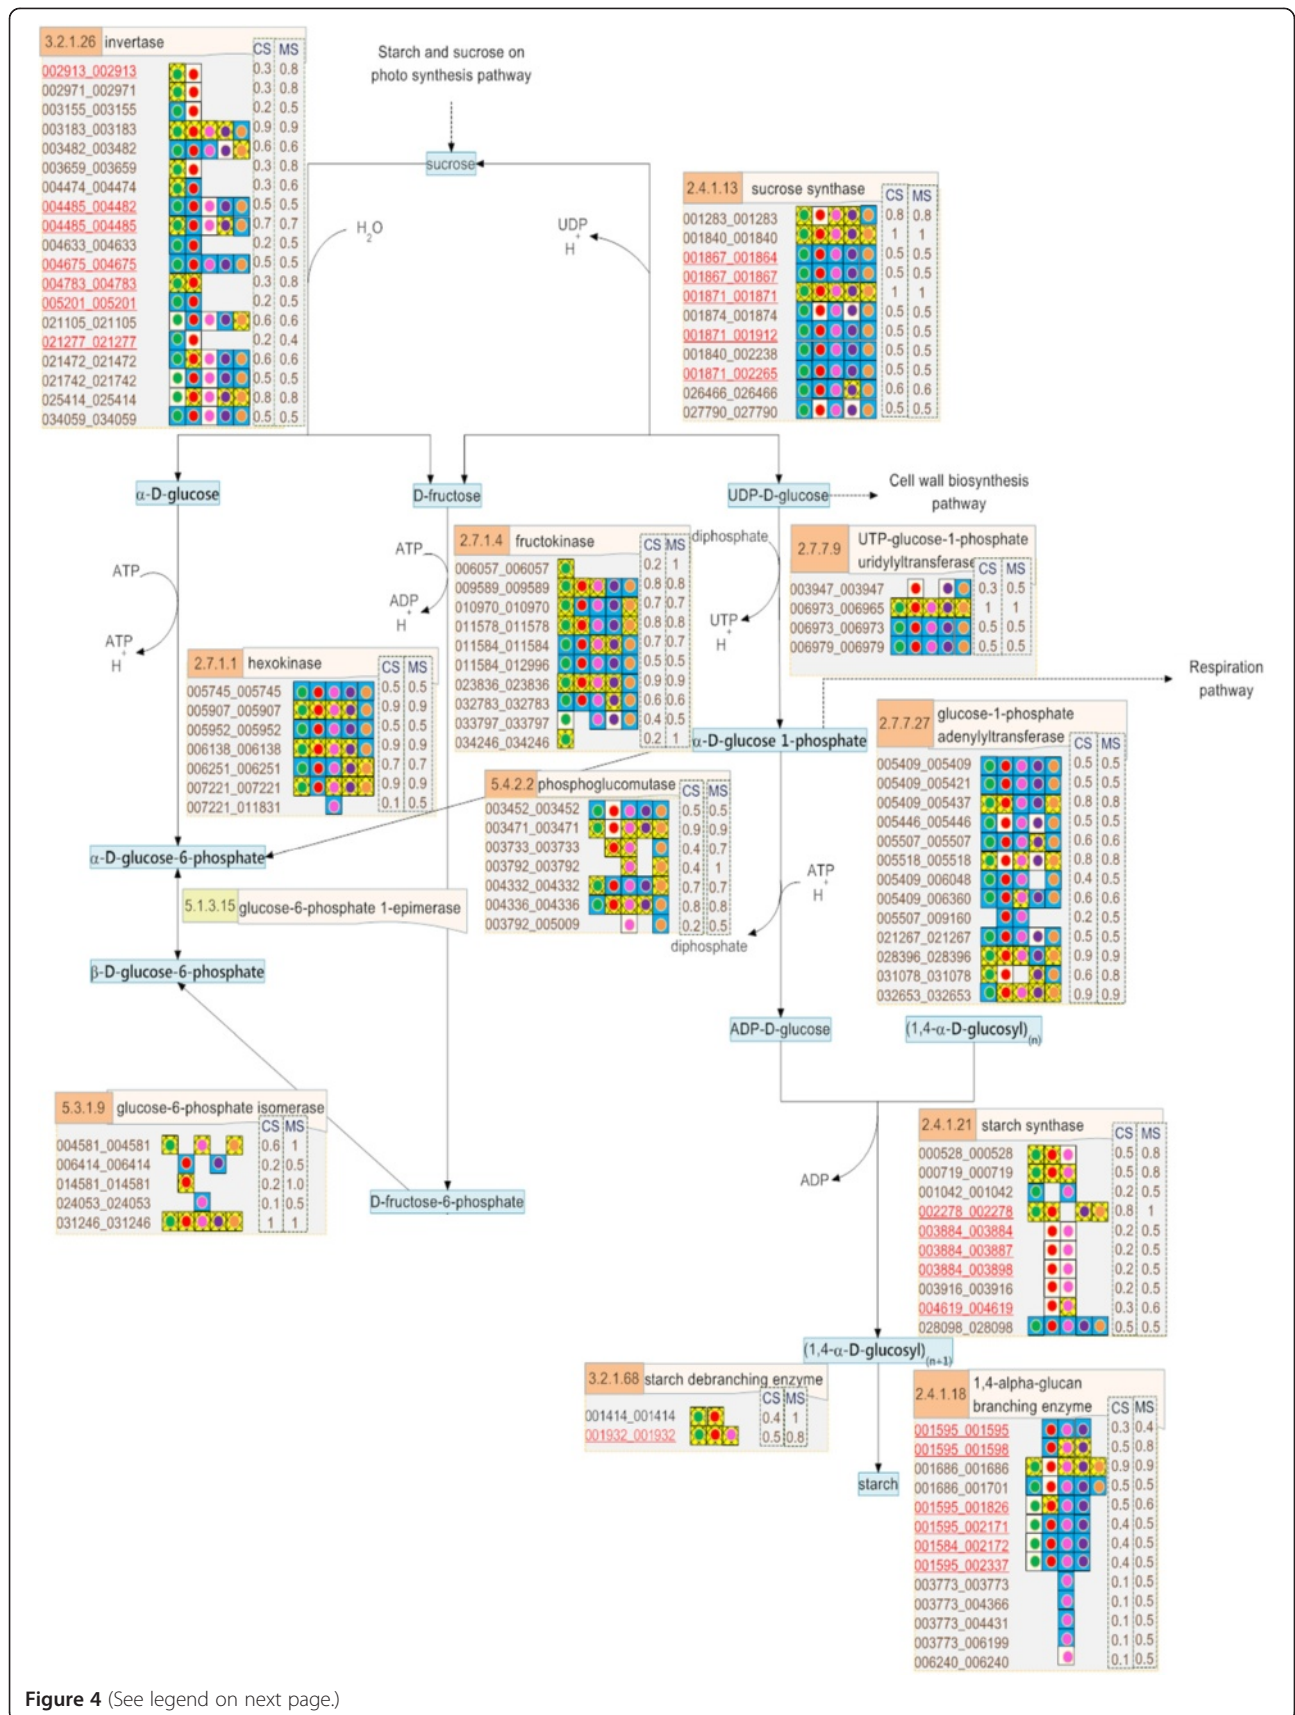 3.2.1.26 invertase
CS MS
002913_002913 0.3 0.8
002971_002971 0.3 0.8
003155_003155 0.2 0.5
003183_003183 0.9 0.9
003482_003482 0.6 0.6
003659_003659 0.3 0.8
004474_004474 0.3 0.6
004485_004482 0.5 0.5
004485_004485 0.7 0.7
004633_004633 0.2 0.5
004675_004675 0.5 0.5
004783_004783 0.3 0.8
005201_005201 0.2 0.5
021105_021105 0.6 0.6
021277_021277 0.2 0.4
021472_021472 0.6 0.6
021742_021742 0.5 0.5
025414_025414 0.8 0.8
034059_034059 0.5 0.5
Starch and sucrose on
photo synthesis pathway
sucrose
H2O
UDP
+
H
2.4.1.13 sucrose synthase
CS MS
001283_001283 0.8 0.8
001840_001840 1 1
001867_001864 0.5 0.5
001867_001867 0.5 0.5
001871_001871 1 1
001874_001874 0.5 0.5
001871_001912 0.5 0.5
001840_002238 0.5 0.5
001871_002265 0.5 0.5
026466_026466 0.6 0.6
027790_027790 0.5 0.5
α-D-glucose
D-fructose
UDP-D-glucose
Cell wall biosynthesis
pathway
ATP
ATP
+
H
ATP
ADP
+
H
2.7.1.4 fructokinase
CS MS
006057_006057 0.2 1
009589_009589 0.8 0.8
010970_010970 0.7 0.7
011578_011578 0.8 0.8
011584_011584 0.7 0.7
011584_012996 0.5 0.5
023836_023836 0.9 0.9
032783_032783 0.6 0.6
033797_033797 0.4 0.5
034246_034246 0.2 1
diphosphate
UTP
+
H
2.7.7.9 UTP-glucose-1-phosphate
uridylyltransferase
CS MS
003947_003947 0.3 0.5
006973_006965 1 1
006973_006973 0.5 0.5
006979_006979 0.5 0.5
2.7.1.1 hexokinase
CS MS
005745_005745 0.5 0.5
005907_005907 0.9 0.9
005952_005952 0.5 0.5
006138_006138 0.9 0.9
006251_006251 0.7 0.7
007221_007221 0.9 0.9
007221_011831 0.1 0.5
Respiration
pathway
α-D-glucose 1-phosphate
2.7.7.27 glucose-1-phosphate
adenylyltransferase
CS MS
005409_005409 0.5 0.5
005409_005421 0.5 0.5
005409_005437 0.8 0.8
005446_005446 0.5 0.5
005507_005507 0.6 0.6
005518_005518 0.8 0.8
005409_006048 0.4 0.5
005409_006360 0.6 0.6
005507_009160 0.2 0.5
021267_021267 0.5 0.5
028396_028396 0.9 0.9
031078_031078 0.6 0.8
032653_032653 0.9 0.9
5.4.2.2 phosphoglucomutase
CS MS
003452_003452 0.5 0.5
003471_003471 0.9 0.9
003733_003733 0.4 0.7
003792_003792 0.4 1
004332_004332 0.7 0.7
004336_004336 0.8 0.8
003792_005009 0.2 0.5
α-D-glucose-6-phosphate
5.1.3.15 glucose-6-phosphate 1-epimerase
β-D-glucose-6-phosphate
ATP
+
H
diphosphate
ADP-D-glucose
(1,4-α-D-glucosyl)(n)
5.3.1.9 glucose-6-phosphate isomerase
CS MS
004581_004581 0.6 1
006414_006414 0.2 0.5
014581_014581 0.2 1.0
024053_024053 0.1 0.5
031246_031246 1 1
D-fructose-6-phosphate
ADP
2.4.1.21 starch synthase
CS MS
000528_000528 0.5 0.8
000719_000719 0.5 0.8
001042_001042 0.2 0.5
002278_002278 0.8 1
003884_003884 0.2 0.5
003884_003887 0.2 0.5
003884_003898 0.2 0.5
003916_003916 0.2 0.5
004619_004619 0.3 0.6
028098_028098 0.5 0.5
(1,4-α-D-glucosyl)(n+1)
3.2.1.68 starch debranching enzyme
CS MS
001414_001414 0.4 1
001932_001932 0.5 0.8
starch
2.4.1.18 1,4-alpha-glucan
branching enzyme
CS MS
001595_001595 0.3 0.4
001595_001598 0.5 0.8
001686_001686 0.9 0.9
001686_001701 0.5 0.5
001595_001826 0.5 0.6
001595_002171 0.4 0.5
001584_002172 0.4 0.5
001595_002337 0.4 0.5
003773_003773 0.1 0.5
003773_004366 0.1 0.5
003773_004431 0.1 0.5
003773_006199 0.1 0.5
006240_006240 0.1 0.5
Figure 4 (See legend on next page.)